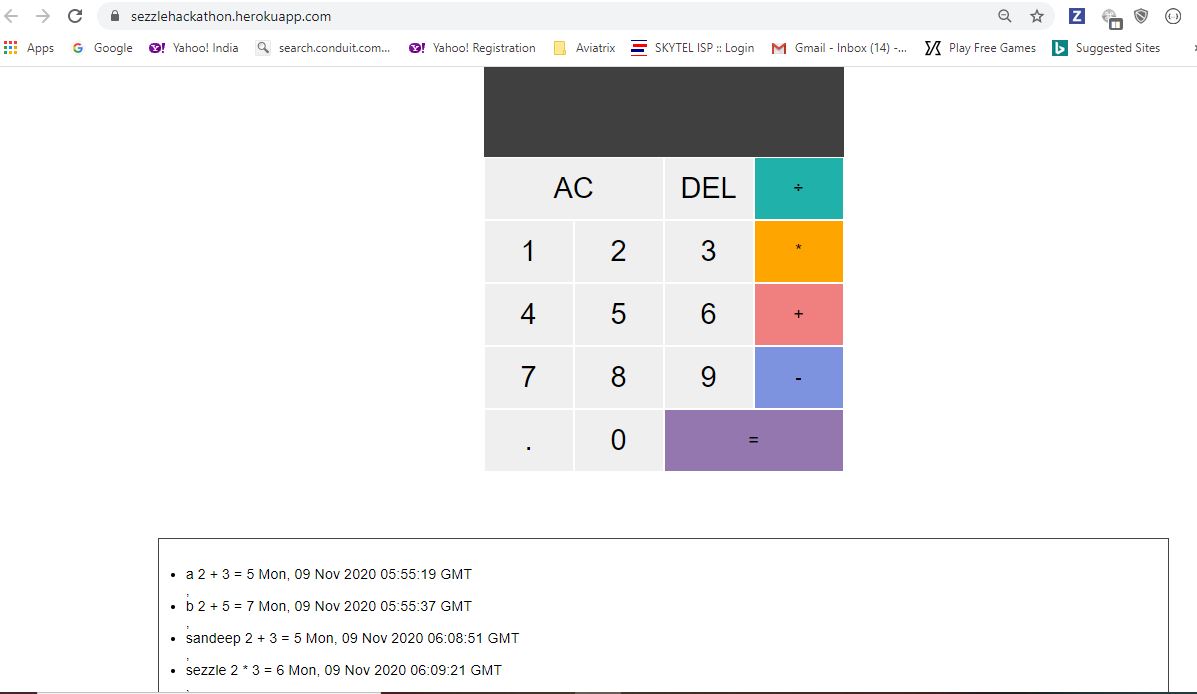 sezzlehackathon.herokuapp.com
Apps Google Yahoo! India search.conduit.com... Yahoo! Registration Aviatrix SKYTEL ISP :: Login Gmail - Inbox (14) -... Play Free Games Suggested Sites
AC DEL ÷
1 2 3 *
4 5 6 +
7 8 9 -
. 0 =
• a 2 + 3 = 5 Mon, 09 Nov 2020 05:55:19 GMT
,
• b 2 + 5 = 7 Mon, 09 Nov 2020 05:55:37 GMT
,
• sandeep 2 + 3 = 5 Mon, 09 Nov 2020 06:08:51 GMT
,
• sezzle 2 * 3 = 6 Mon, 09 Nov 2020 06:09:21 GMT
,